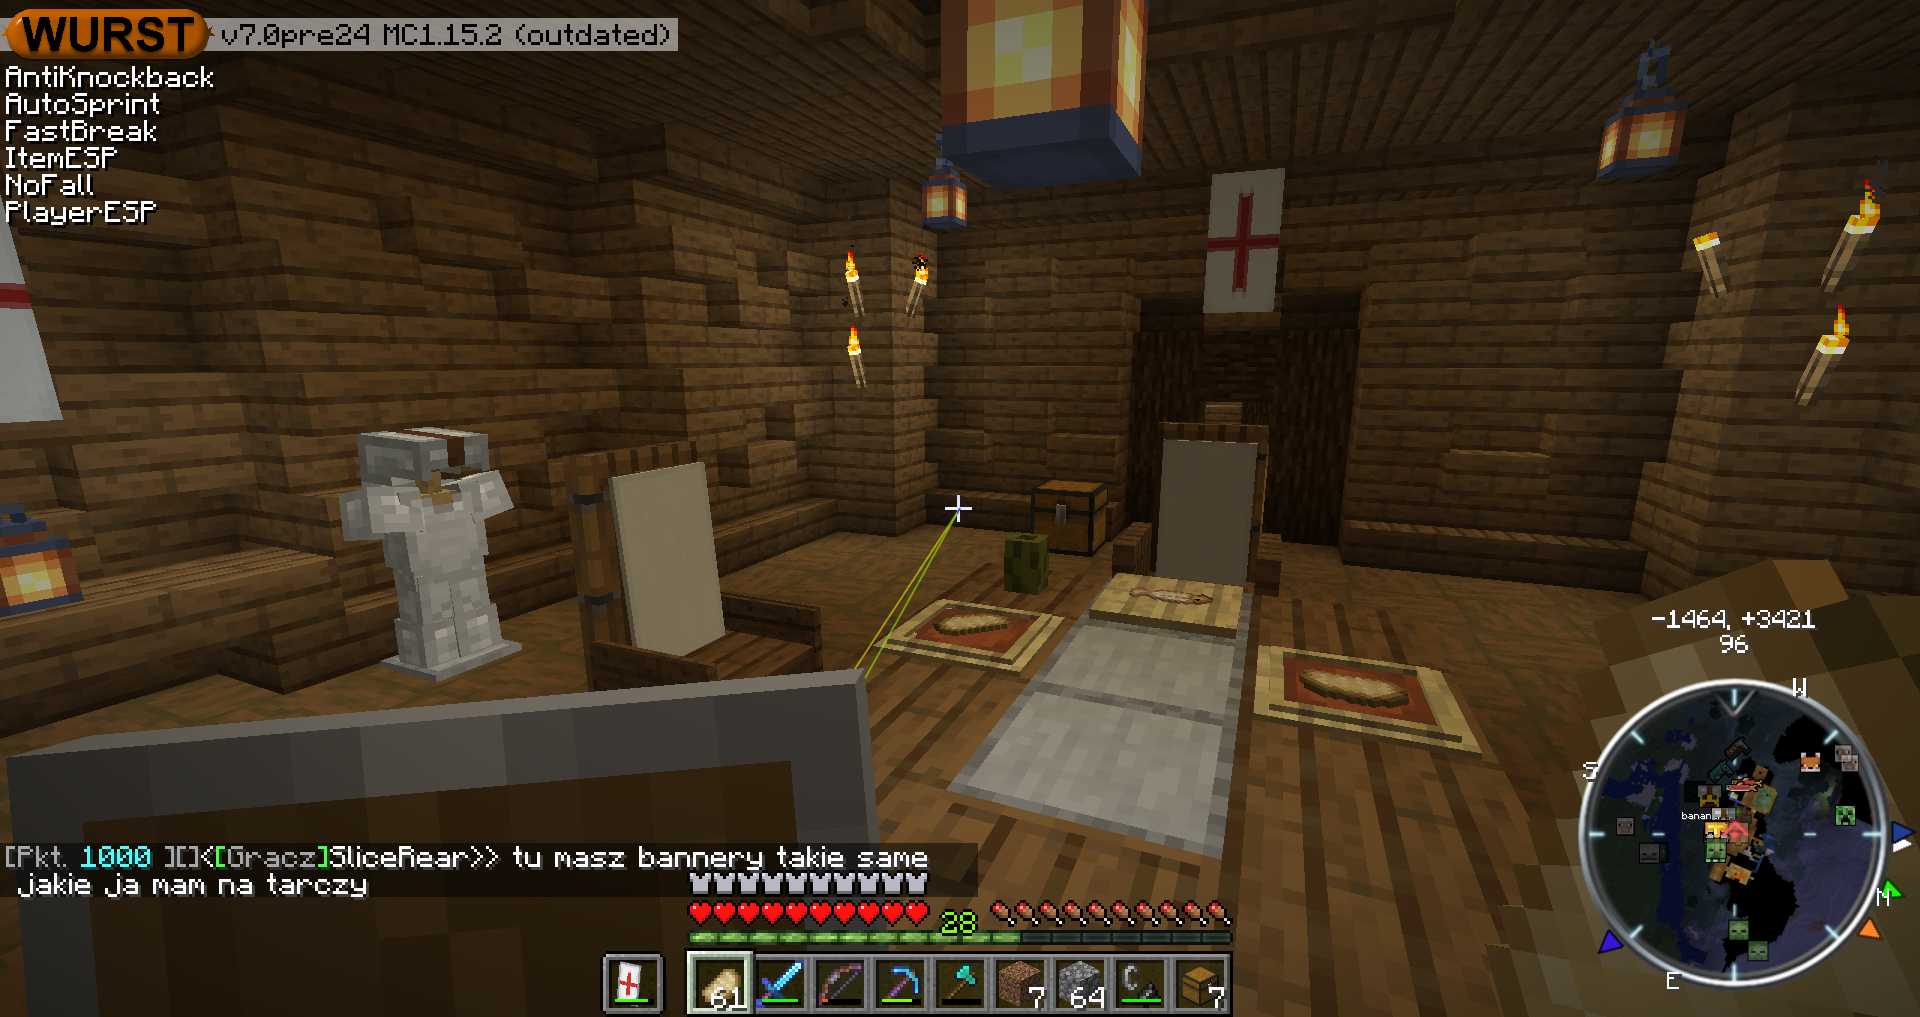 WURST v7.0pre24 MC1.15.2 (outdated)
AntiKnockback
AutoSprint
FastBreak
ItemESP
NoFall
PlayerESP
-1464, +3421
96
W
S
banan
N
E
[Pkt. 1000 ][]<[Gracz]SliceRear>> tu masz bannery takie same
jakie ja mam na tarczy
28
61
7
64
7